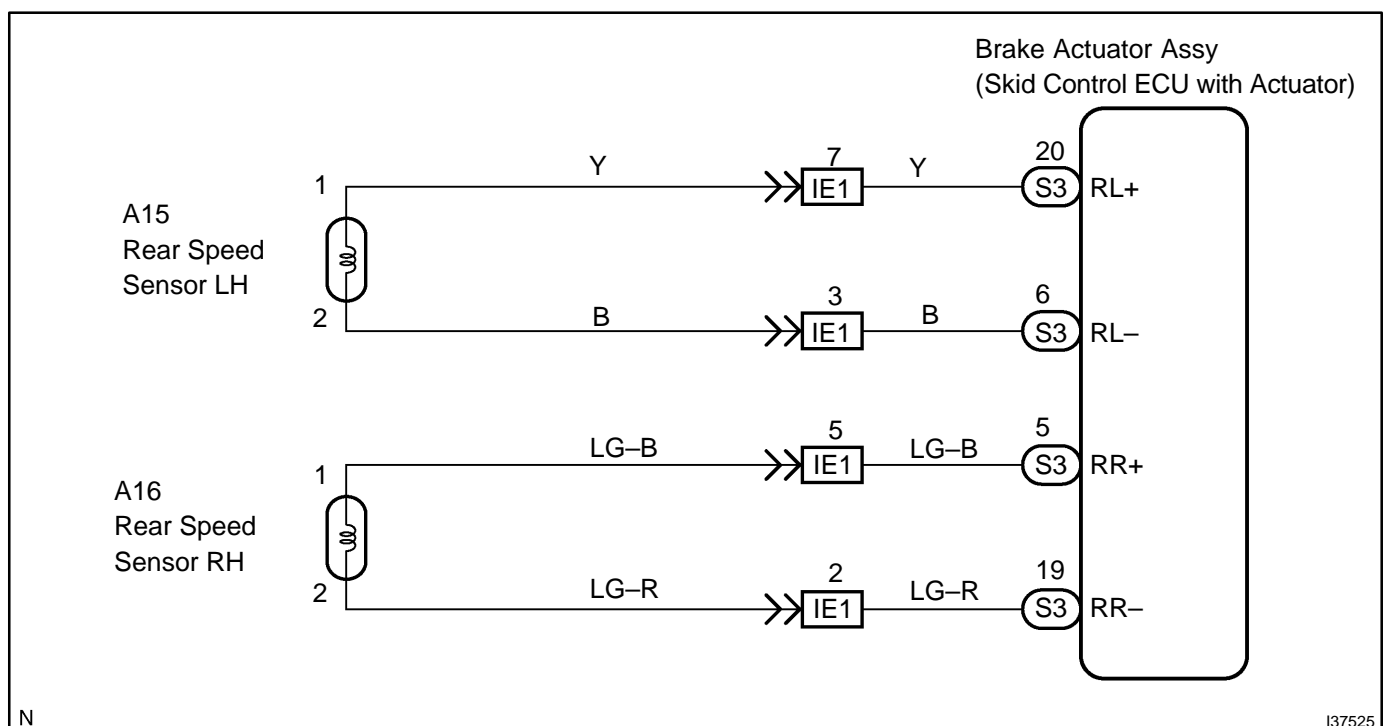 Brake Actuator Assy
(Skid Control ECU with Actuator)
A15
Rear Speed
Sensor LH
1
Y
7
IE1
Y
20
S3
RL+
2
B
3
IE1
B
6
S3
RL–
A16
Rear Speed
Sensor RH
1
LG–B
5
IE1
LG–B
5
S3
RR+
2
LG–R
2
IE1
LG–R
19
S3
RR–
N
I37525